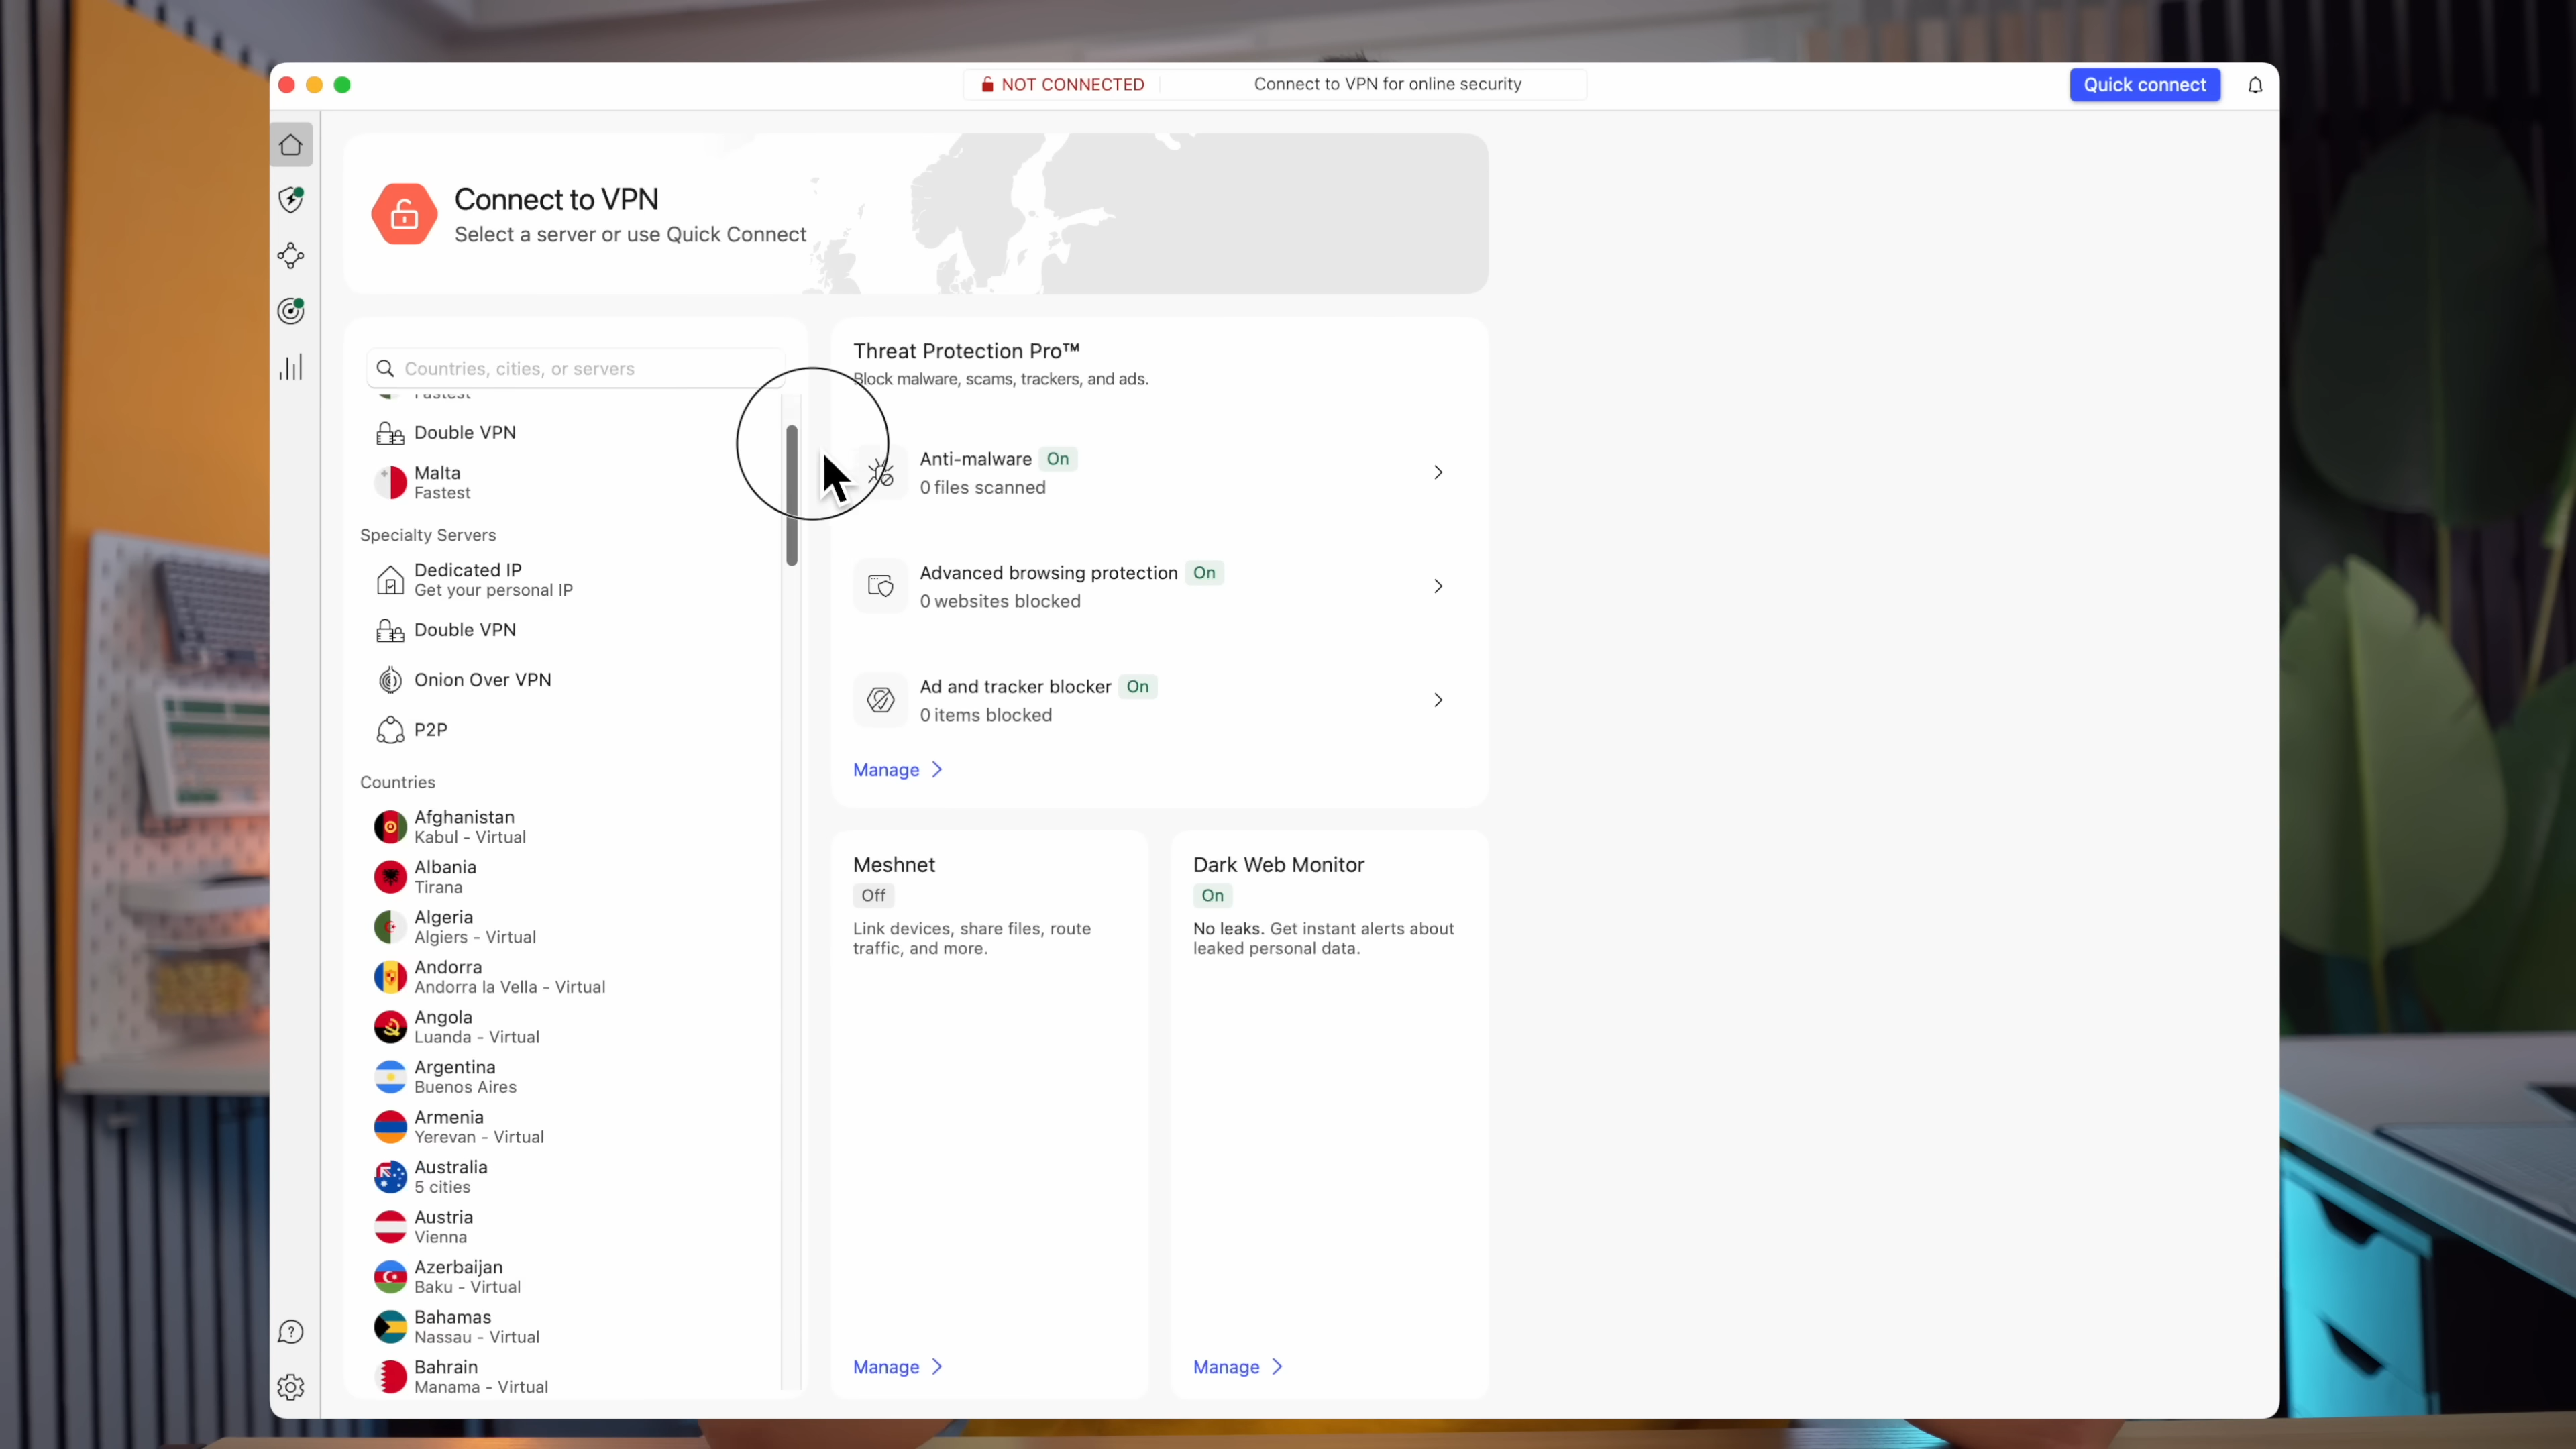 NOT CONNECTED
Connect to VPN for online security
Quick connect
Connect to VPN
Select a server or use Quick Connect
Countries, cities, or servers
Fastest
Double VPN
Malta
Fastest
Specialty Servers
Dedicated IP
Get your personal IP
Double VPN
Onion Over VPN
P2P
Countries
Afghanistan
Kabul - Virtual
Albania
Tirana
Algeria
Algiers - Virtual
Andorra
Andorra la Vella - Virtual
Angola
Luanda - Virtual
Argentina
Buenos Aires
Armenia
Yerevan - Virtual
Australia
5 cities
Austria
Vienna
Azerbaijan
Baku - Virtual
Bahamas
Nassau - Virtual
Bahrain
Manama - Virtual
Threat Protection Pro™
Block malware, scams, trackers, and ads.
Anti-malware On
0 files scanned
Advanced browsing protection On
0 websites blocked
Ad and tracker blocker On
0 items blocked
Manage
Meshnet
Off
Link devices, share files, route
traffic, and more.
Manage
Dark Web Monitor
On
No leaks. Get instant alerts about
leaked personal data.
Manage